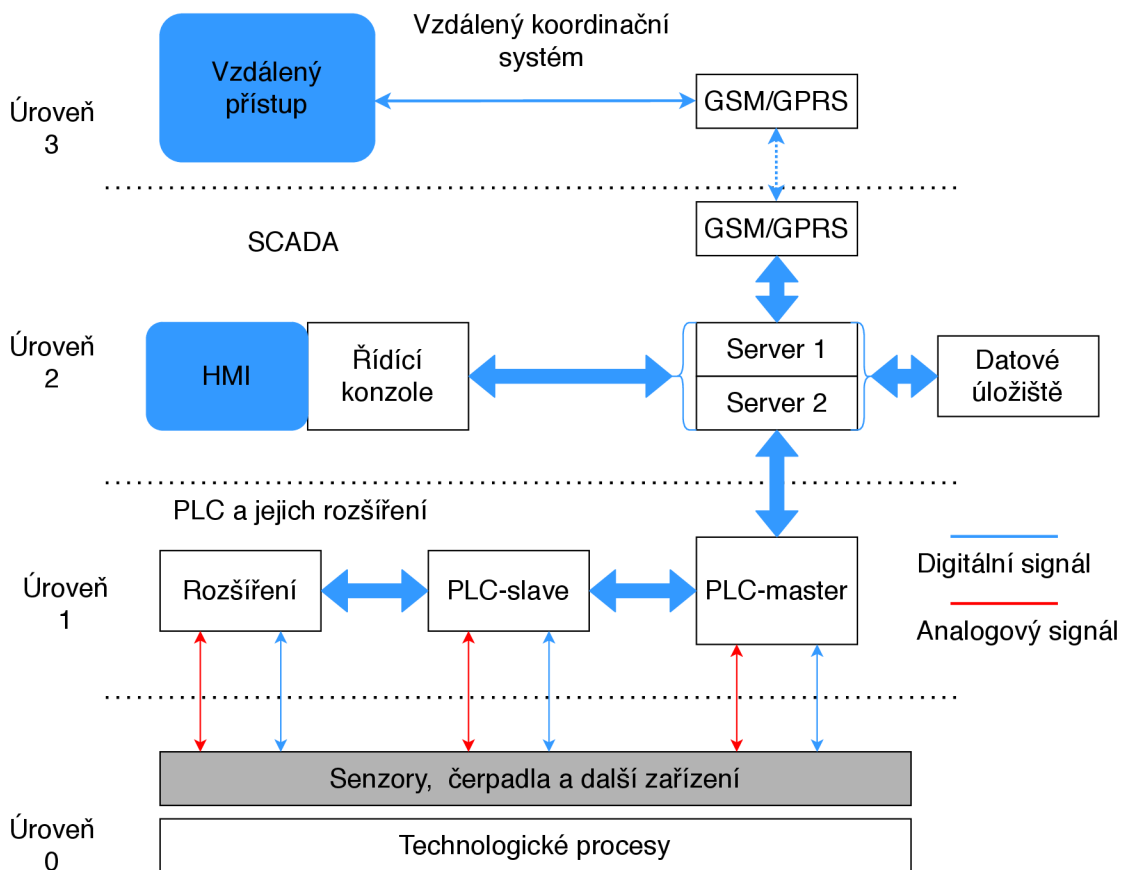 Vzdálený koordinační
systém
Vzdálený
přístup
GSM/GPRS
Úroveň
3
GSM/GPRS
SCADA
Úroveň
2
HMI
Řídící
konzole
Server 1
Server 2
Datové
úložiště
PLC a jejich rozšíření
Úroveň
1
Rozšíření
PLC-slave
PLC-master
Digitální signál
Analogový signál
Senzory, čerpadla a další zařízení
Úroveň
0
Technologické procesy